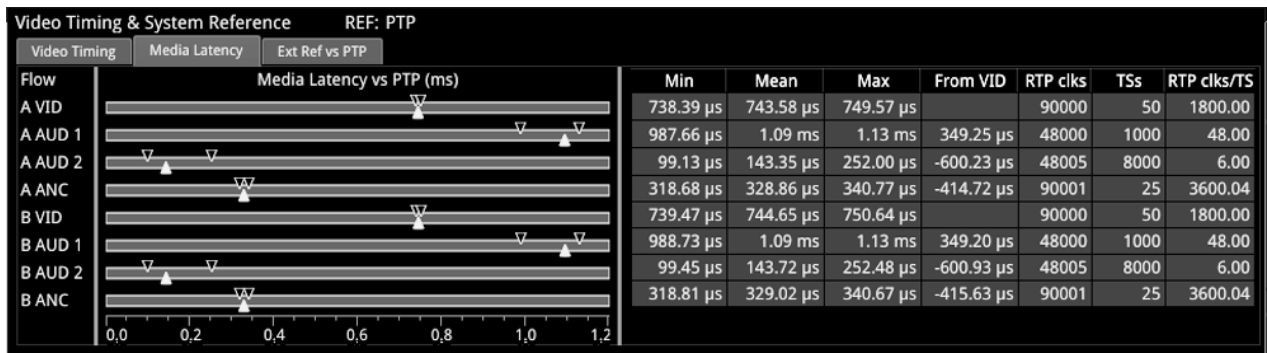 Video Timing & System Reference REF: PTP
Video Timing Media Latency Ext Ref vs PTP
Flow Media Latency vs PTP (ms) Min Mean Max From VID RTP clks TSs RTP clks/TS
A VID 738.39 µs 743.58 µs 749.57 µs 90000 50 1800.00
A AUD 1 987.66 µs 1.09 ms 1.13 ms 349.25 µs 48000 1000 48.00
A AUD 2 99.13 µs 143.35 µs 252.00 µs -600.23 µs 48005 8000 6.00
A ANC 318.68 µs 328.86 µs 340.77 µs -414.72 µs 90001 25 3600.04
B VID 739.47 µs 744.65 µs 750.64 µs 90000 50 1800.00
B AUD 1 988.73 µs 1.09 ms 1.13 ms 349.20 µs 48000 1000 48.00
B AUD 2 99.45 µs 143.72 µs 252.48 µs -600.93 µs 48005 8000 6.00
B ANC 318.81 µs 329.02 µs 340.67 µs -415.63 µs 90001 25 3600.04
0,0 0,2 0,4 0,6 0,8 1,0 1,2